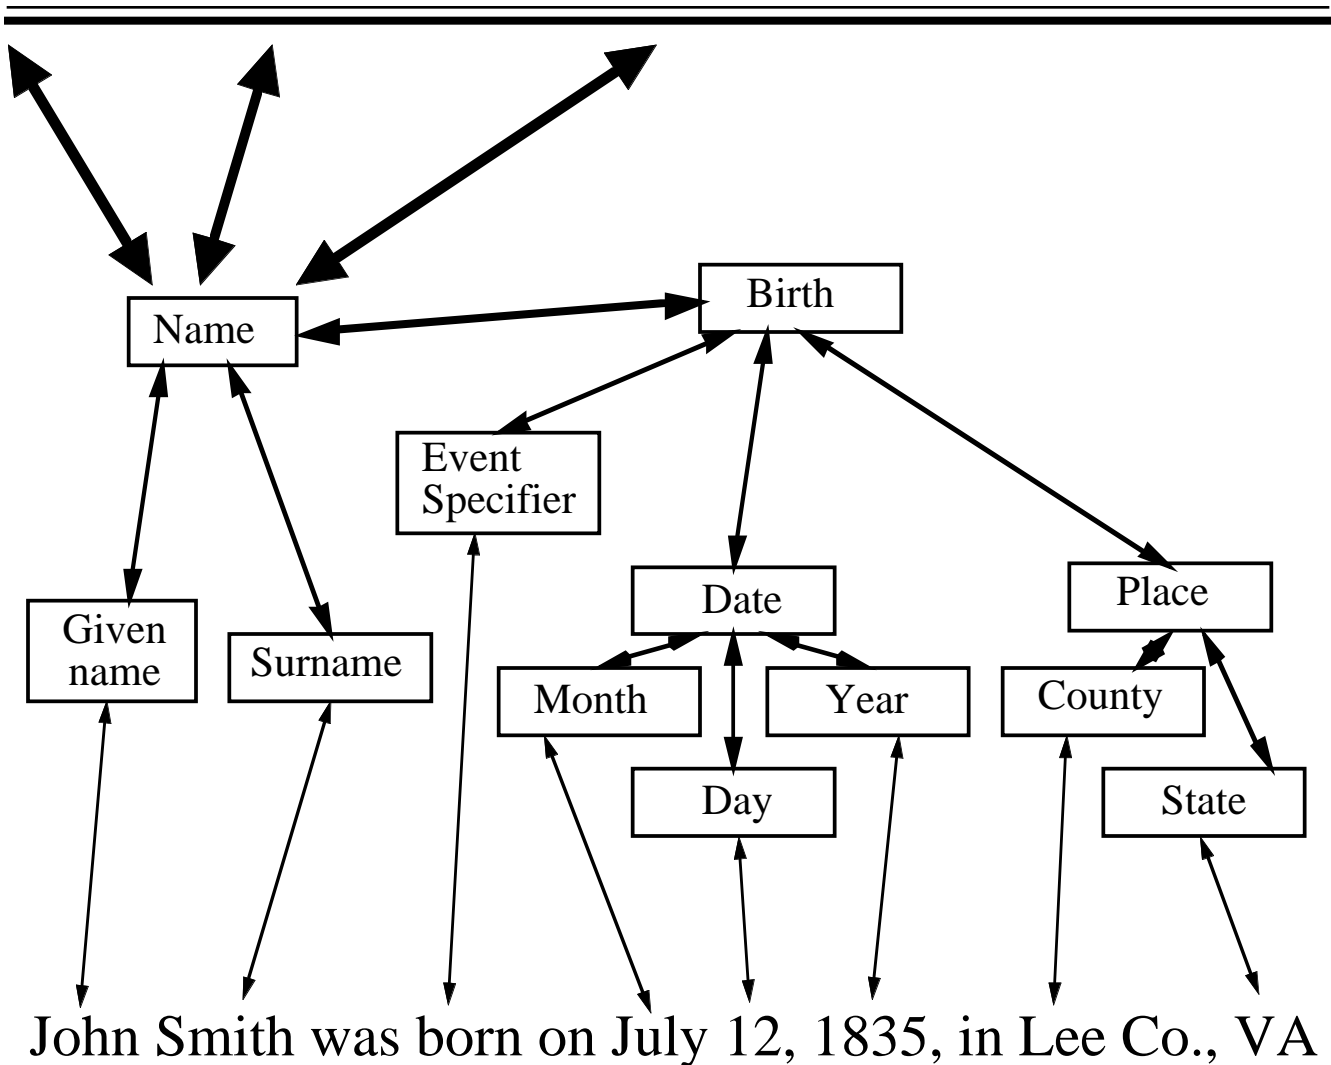 Birth
Name
Event
Specifier
Date
Place
Given
name
Surname
Month
Year
County
Day
State
John Smith was born on July 12, 1835, in Lee Co., VA